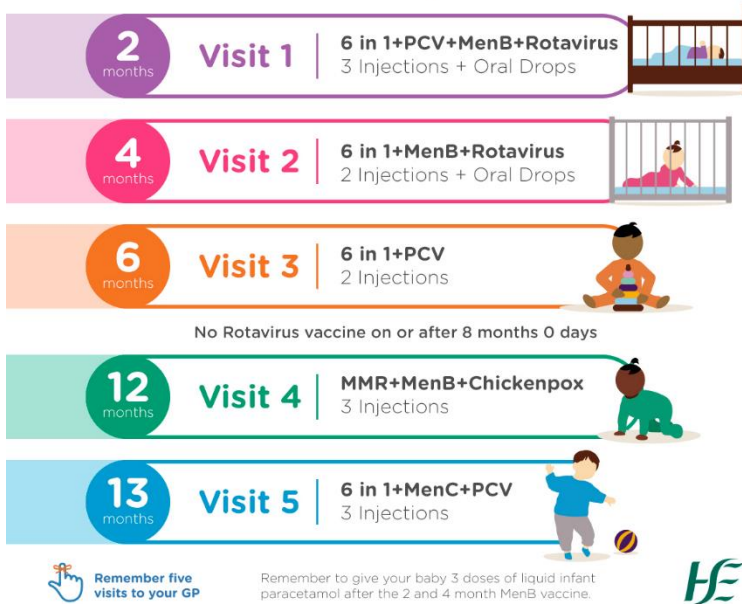 2
months
Visit 1
6 in 1+PCV+MenB+Rotavirus
3 Injections + Oral Drops
4
months
Visit 2
6 in 1+MenB+Rotavirus
2 Injections + Oral Drops
6
months
Visit 3
6 in 1+PCV
2 Injections
No Rotavirus vaccine on or after 8 months 0 days
12
months
Visit 4
MMR+MenB+Chickenpox
3 Injections
13
months
Visit 5
6 in 1+MenC+PCV
3 Injections
Remember five
visits to your GP
Remember to give your baby 3 doses of liquid infant
paracetamol after the 2 and 4 month MenB vaccine.
HE